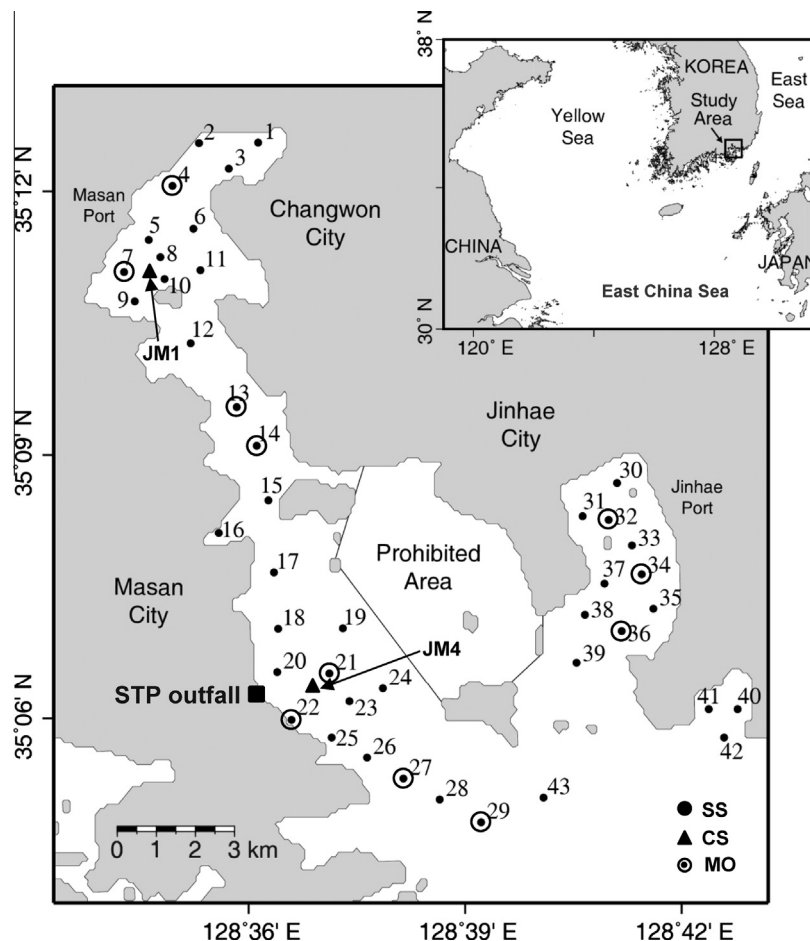 38° N
KOREA
East
Sea
Study
Area
Yellow
Sea
CHINA
JAPAN
East China Sea
30° N
120° E
128° E
35°12' N
35°09' N
35°06' N
2
1
3
4
Masan
Port
Changwon
City
5
6
7
8
10
11
9
12
JM1
13
14
Jinhae
City
15
16
30
31
32
Jinhae
Port
33
34
37
35
38
36
39
Prohibited
Area
17
Masan
City
18
19
JM4
20
21
24
STP outfall
22
23
25
26
27
28
29
43
41
40
42
SS
CS
MO
0 1 2 3 km
128°36' E
128°39' E
128°42' E